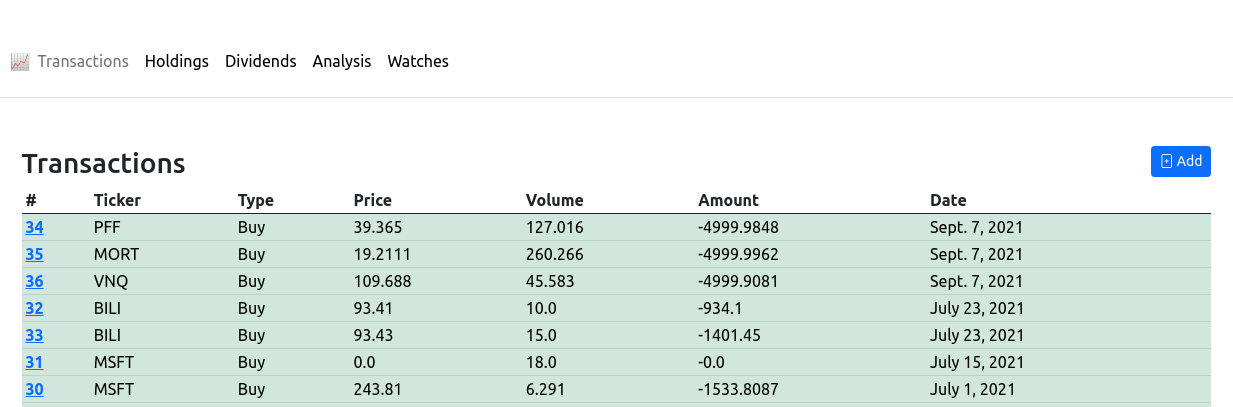 Transactions Holdings Dividends Analysis Watches
Transactions Add
# Ticker Type Price Volume Amount Date
34 PFF Buy 39.365 127.016 -4999.9848 Sept. 7, 2021
35 MORT Buy 19.2111 260.266 -4999.9962 Sept. 7, 2021
36 VNQ Buy 109.688 45.583 -4999.9081 Sept. 7, 2021
32 BILI Buy 93.41 10.0 -934.1 July 23, 2021
33 BILI Buy 93.43 15.0 -1401.45 July 23, 2021
31 MSFT Buy 0.0 18.0 -0.0 July 15, 2021
30 MSFT Buy 243.81 6.291 -1533.8087 July 1, 2021